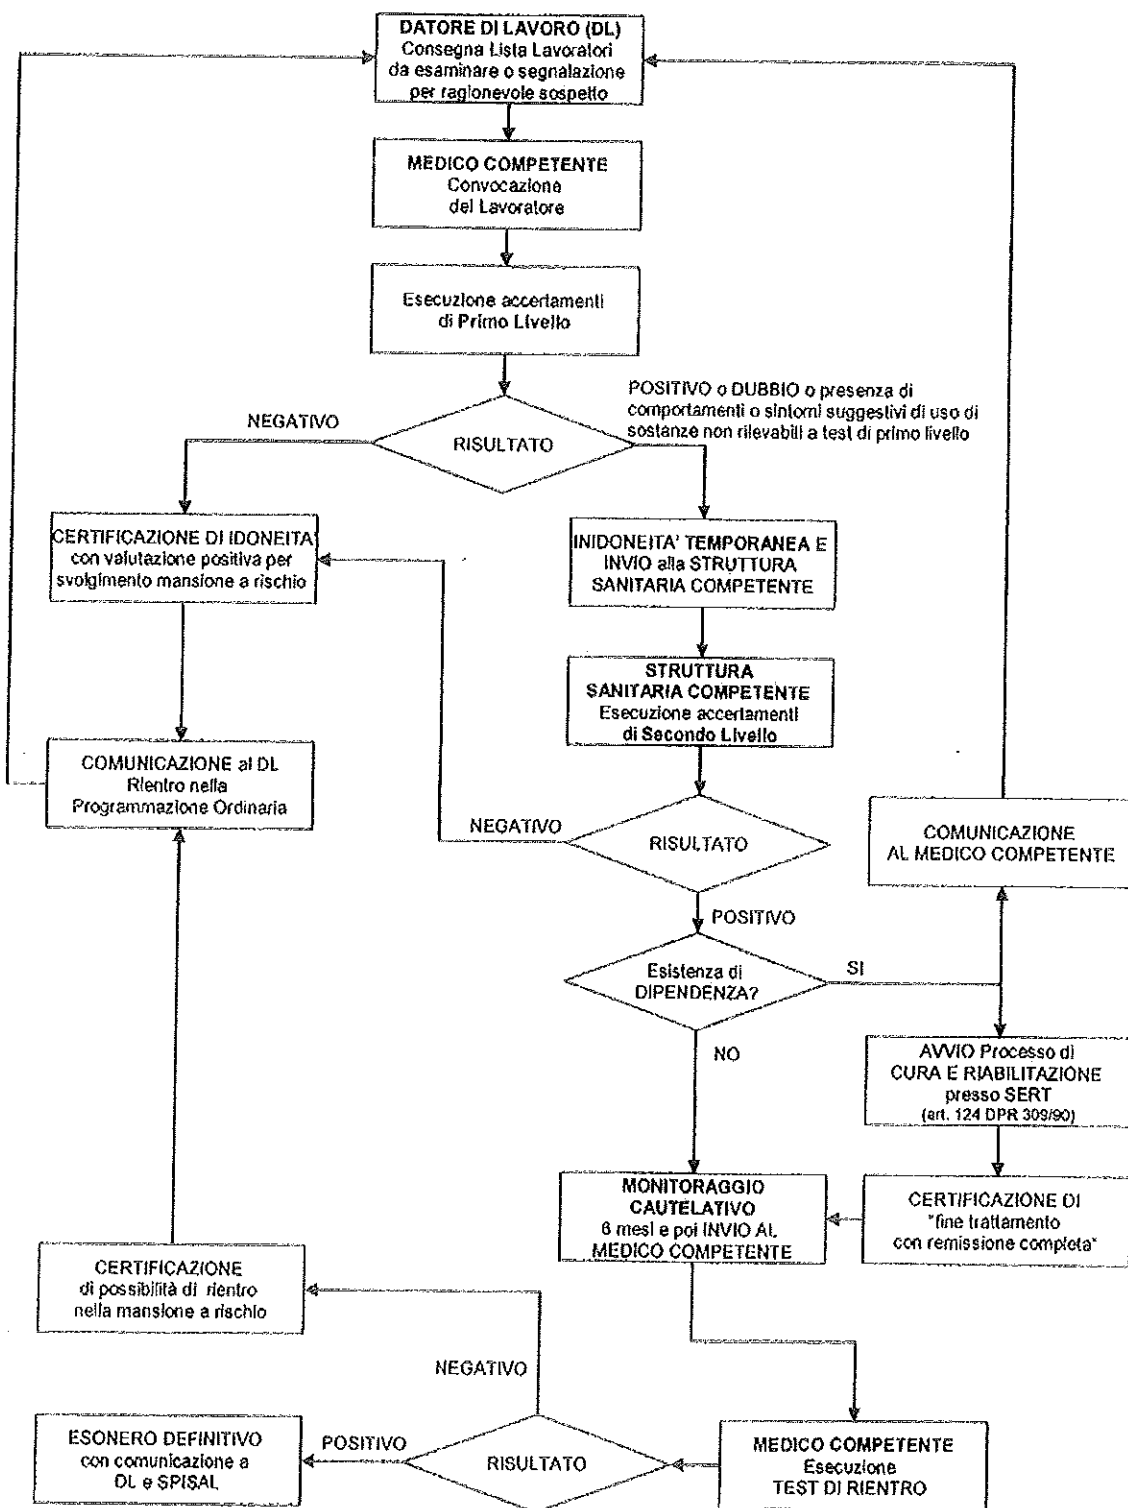 DATORE DI LAVORO (DL)
Consegna Lista Lavoratori
da esaminare o segnalazione
per ragionevole sospetto
MEDICO COMPETENTE
Convocazione
del Lavoratore
Esecuzione accertamenti
di Primo Livello
NEGATIVO
RISULTATO
POSITIVO o DUBBIO o presenza di
comportamenti o sintomi suggestivi di uso di
sostanze non rilevabili a test di primo livello
CERTIFICAZIONE DI IDONEITA'
con valutazione positiva per
svolgimento mansione a rischio
INIDONEITA' TEMPORANEA E
INVIO alla STRUTTURA
SANITARIA COMPETENTE
STRUTTURA
SANITARIA COMPETENTE
Esecuzione accertamenti
di Secondo Livello
COMUNICAZIONE al DL
Rientro nella
Programmazione Ordinaria
NEGATIVO
RISULTATO
COMUNICAZIONE
AL MEDICO COMPETENTE
POSITIVO
Esistenza di
DIPENDENZA?
SI
NO
AVVIO Processo di
CURA E RIABILITAZIONE
presso SERT
(art. 124 DPR 309/90)
MONITORAGGIO
CAUTELATIVO
6 mesi e poi INVIO AL
MEDICO COMPETENTE
CERTIFICAZIONE DI
"fine trattamento
con remissione completa"
CERTIFICAZIONE
di possibilità di rientro
nella mansione a rischio
NEGATIVO
ESONERO DEFINITIVO
con comunicazione a
DL e SPISAL
POSITIVO
RISULTATO
MEDICO COMPETENTE
Esecuzione
TEST DI RIENTRO